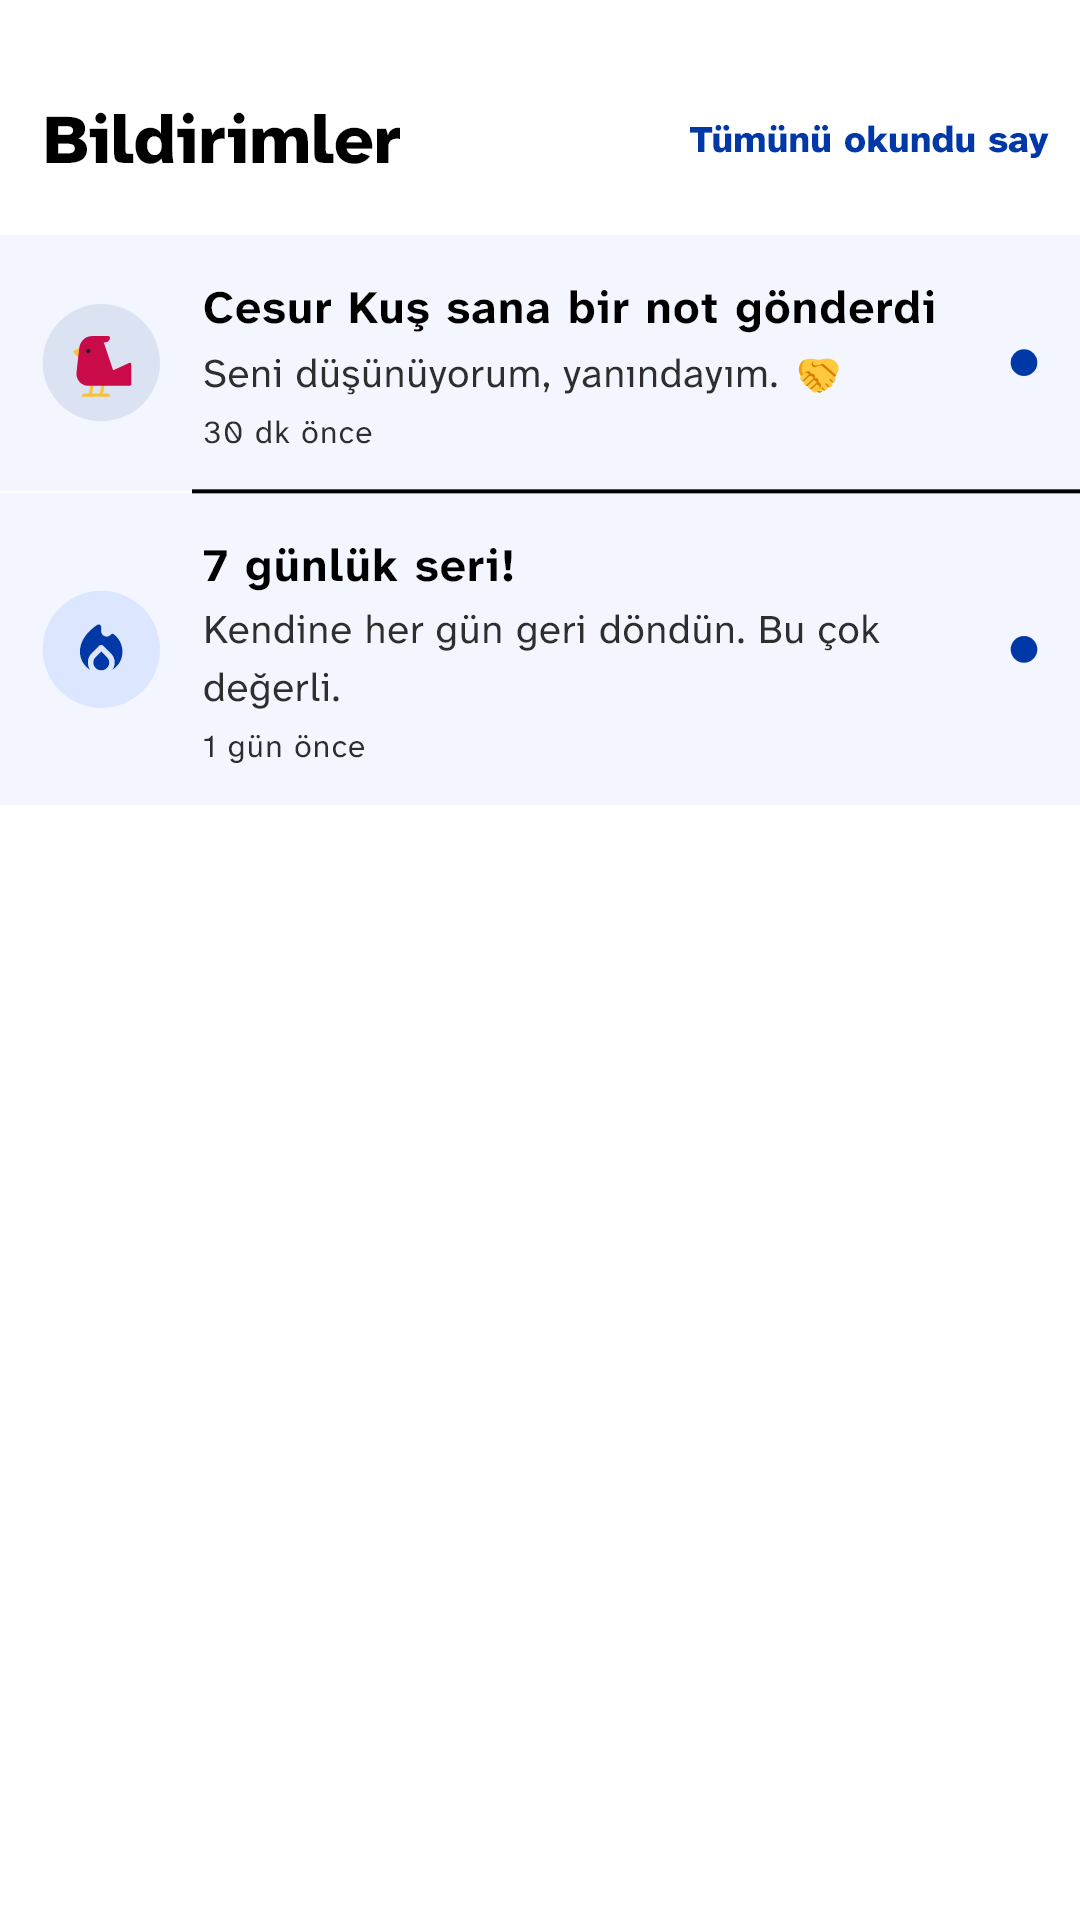 Bildirimler
Tümünü okundu say
Cesur Kuş sana bir not gönderdi
Seni düşünüyorum, yanındayım. 🤝
30 dk önce
7 günlük seri!
Kendine her gün geri döndün. Bu çok
değerli.
1 gün önce